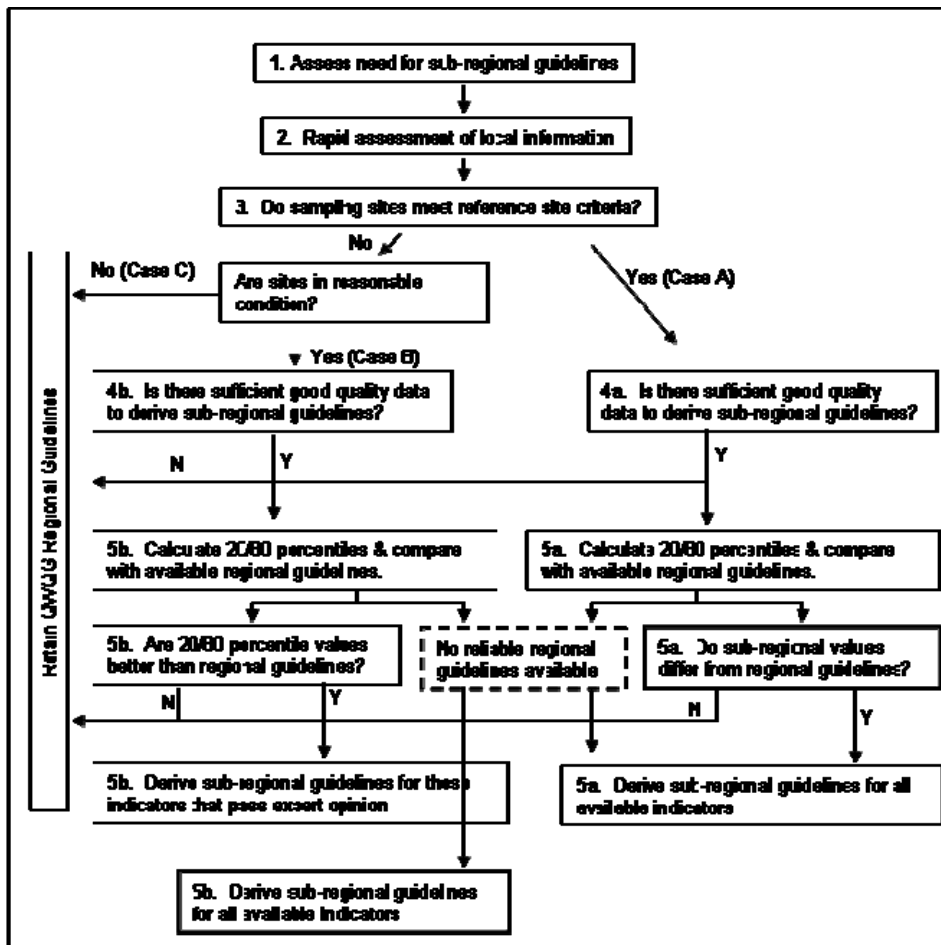 1. Assess need for sub-regional guidelines
2. Rapid assessment of local information
3. Do sampling sites meet reference site criteria?
No
No (Case C)
Are sites in reasonable
condition?
Yes (Case A)
Yes (Case B)
4b. Is there sufficient good quality data
to derive sub-regional guidelines?
4a. Is there sufficient good quality
data to derive sub-regional guidelines?
N
Y
Y
Retain QWQG Regional Guidelines
5b. Calculate 20/80 percentiles & compare
with available regional guidelines.
5a. Calculate 20/80 percentiles & compare
with available regional guidelines.
5b. Are 20/80 percentile values
better than regional guidelines?
No reliable regional
guidelines available
5a. Do sub-regional values
differ from regional guidelines?
N
Y
N
Y
5b. Derive sub-regional guidelines for these
indicators that pass expert opinion
5a. Derive sub-regional guidelines for all
available indicators
5b. Derive sub-regional guidelines
for all available indicators